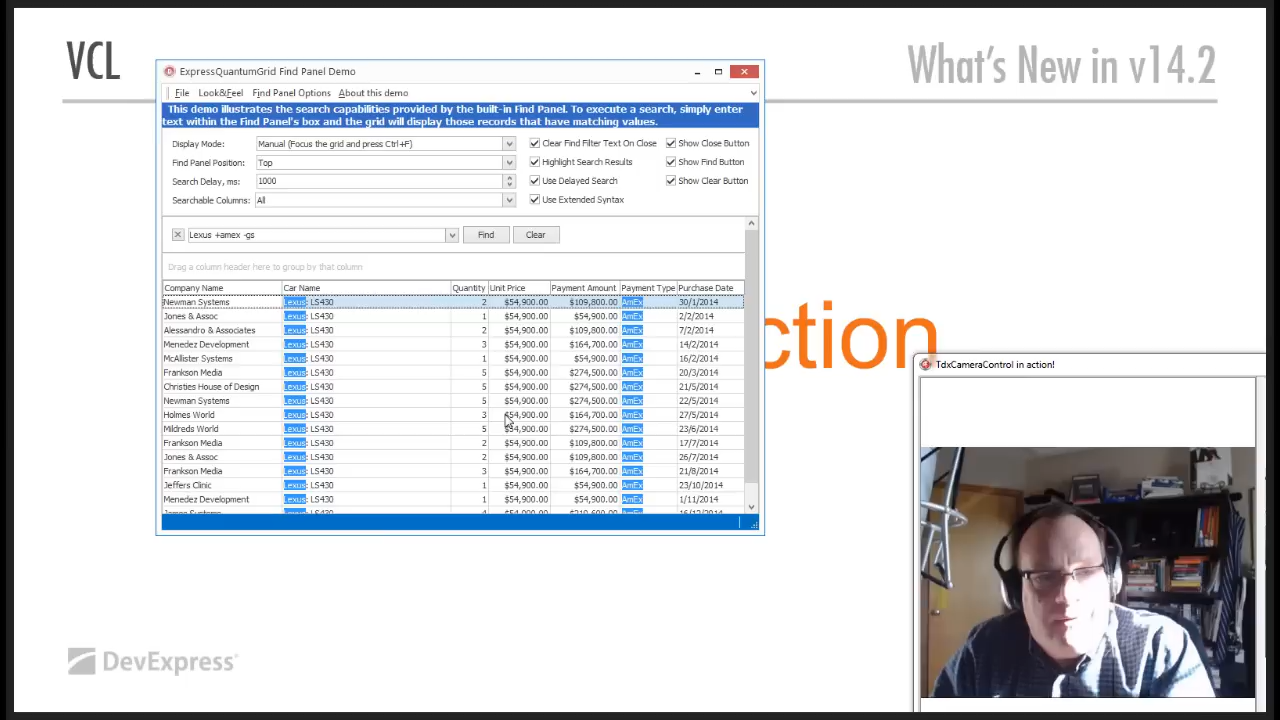 VCL
What's New in v14.2
ExpressQuantumGrid Find Panel Demo
File Look&Feel Find Panel Options About this demo
This demo illustrates the search capabilities provided by the built-in Find Panel. To execute a search, simply enter
text within the Find Panel's box and the grid will display those records that have matching values.
Display Mode: Manual (Focus the grid and press Ctrl+F) Clear Find Filter Text On Close Show Close Button
Find Panel Position: Top Highlight Search Results Show Find Button
Search Delay, ms: 1000 Use Delayed Search Show Clear Button
Searchable Columns: All Use Extended Syntax
Lexus +amex -gs Find Clear
Drag a column header here to group by that column
Company Name Car Name Quantity Unit Price Payment Amount Payment Type Purchase Date
Newman Systems Lexus: LS430 2 $54,900.00 $109,800.00 AmEx 30/1/2014
Jones & Assoc Lexus: LS430 1 $54,900.00 $54,900.00 AmEx 2/2/2014
Alessandro & Associates Lexus: LS430 2 $54,900.00 $109,800.00 AmEx 7/2/2014
Menedez Development Lexus: LS430 3 $54,900.00 $164,700.00 AmEx 14/2/2014
McAllister Systems Lexus: LS430 1 $54,900.00 $54,900.00 AmEx 16/2/2014
Frankson Media Lexus: LS430 5 $54,900.00 $274,500.00 AmEx 20/3/2014
Christies House of Design Lexus: LS430 5 $54,900.00 $274,500.00 AmEx 21/5/2014
Newman Systems Lexus: LS430 5 $54,900.00 $274,500.00 AmEx 22/5/2014
Holmes World Lexus: LS430 3 $54,900.00 $164,700.00 AmEx 27/5/2014
Mildreds World Lexus: LS430 5 $54,900.00 $274,500.00 AmEx 23/6/2014
Frankson Media Lexus: LS430 2 $54,900.00 $109,800.00 AmEx 17/7/2014
Jones & Assoc Lexus: LS430 2 $54,900.00 $109,800.00 AmEx 26/7/2014
Frankson Media Lexus: LS430 3 $54,900.00 $164,700.00 AmEx 21/8/2014
Jeffers Clinic Lexus: LS430 1 $54,900.00 $54,900.00 AmEx 23/10/2014
Menedez Development Lexus: LS430 1 $54,900.00 $54,900.00 AmEx 1/11/2014
Lexus: LS430 4 AmEx
ction
TdxCameraControl in action!
DevExpress